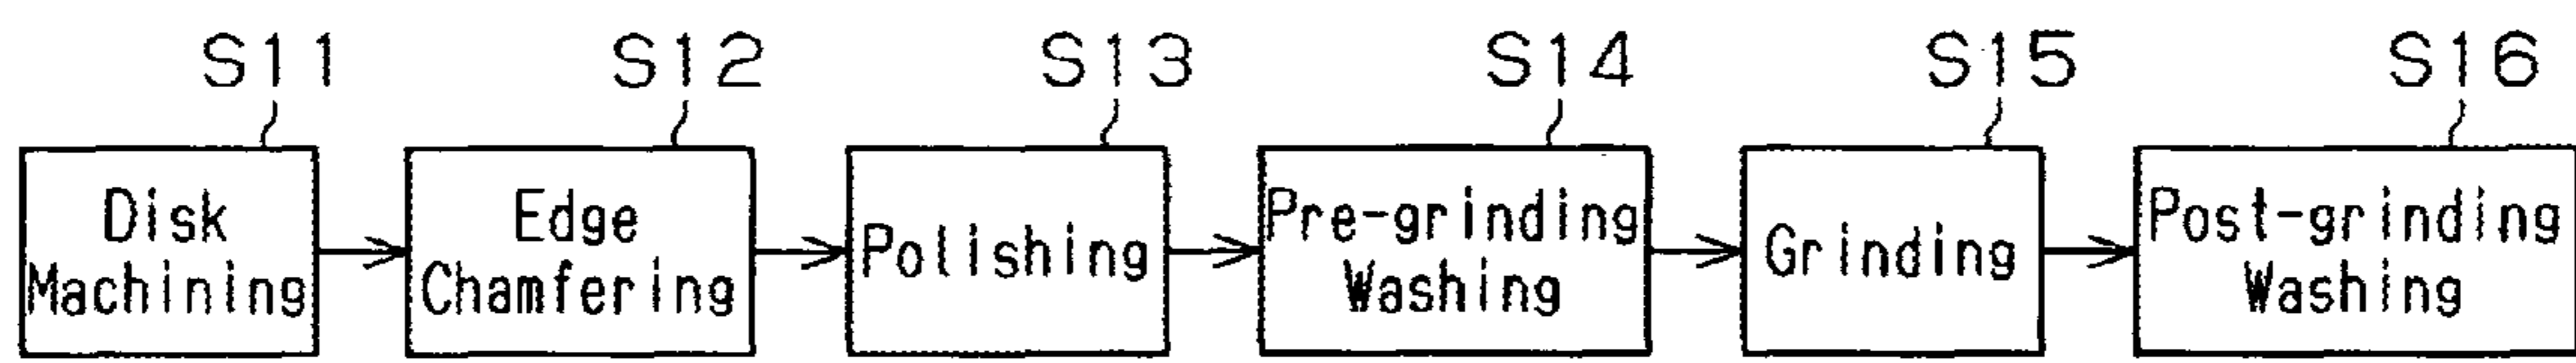 S11 S12 S13 S14 S15 S16
Disk
Machining
Edge
Chamfering
Polishing
Pre-grinding
Washing
Grinding
Post-grinding
Washing